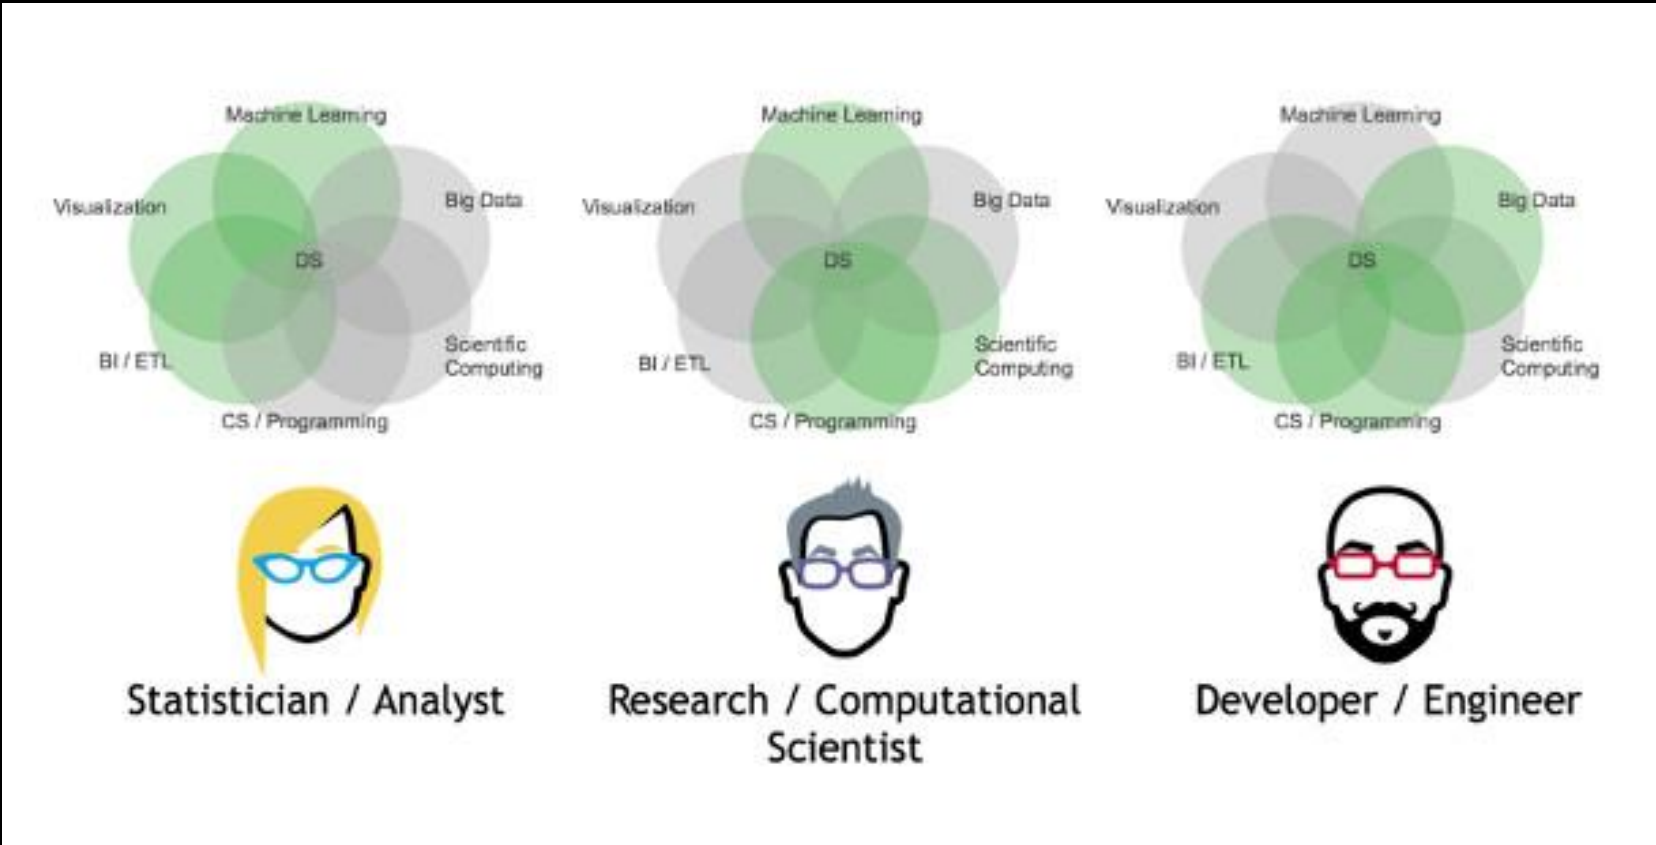 Machine Learning
Visualization
Big Data
DS
BI / ETL
Scientific
Computing
CS / Programming
Statistician / Analyst
Machine Learning
Visualization
Big Data
DS
BI / ETL
Scientific
Computing
CS / Programming
Research / Computational
Scientist
Machine Learning
Visualization
Big Data
DS
BI / ETL
Scientific
Computing
CS / Programming
Developer / Engineer